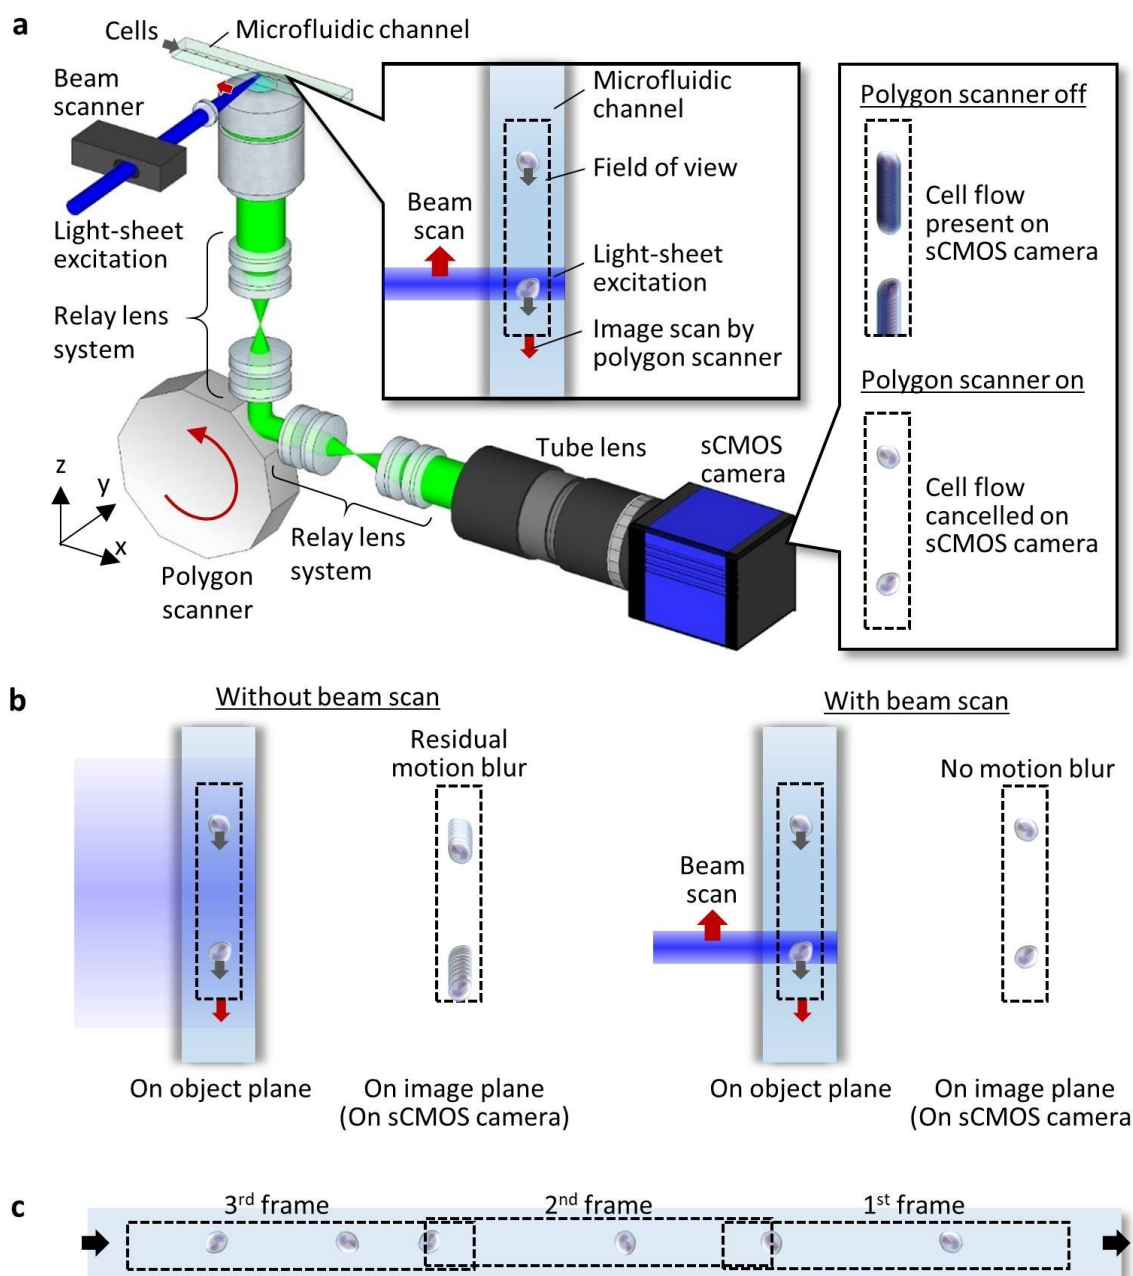 a
Cells
Microfluidic channel
Beam
scanner
Light-sheet
excitation
Relay lens
system
Microfluidic
channel
Field of view
Beam
scan
Light-sheet
excitation
Image scan by
polygon scanner
Polygon scanner off
Cell flow
present on
sCMOS camera
Polygon scanner on
Cell flow
cancelled on
sCMOS camera
Tube lens
sCMOS
camera
z
y
x
Relay lens
system
Polygon
scanner
b
Without beam scan
Residual
motion blur
On object plane
On image plane
(On sCMOS camera)
With beam scan
No motion blur
Beam
scan
On object plane
On image plane
(On sCMOS camera
c
3rd frame
2nd frame
1st frame